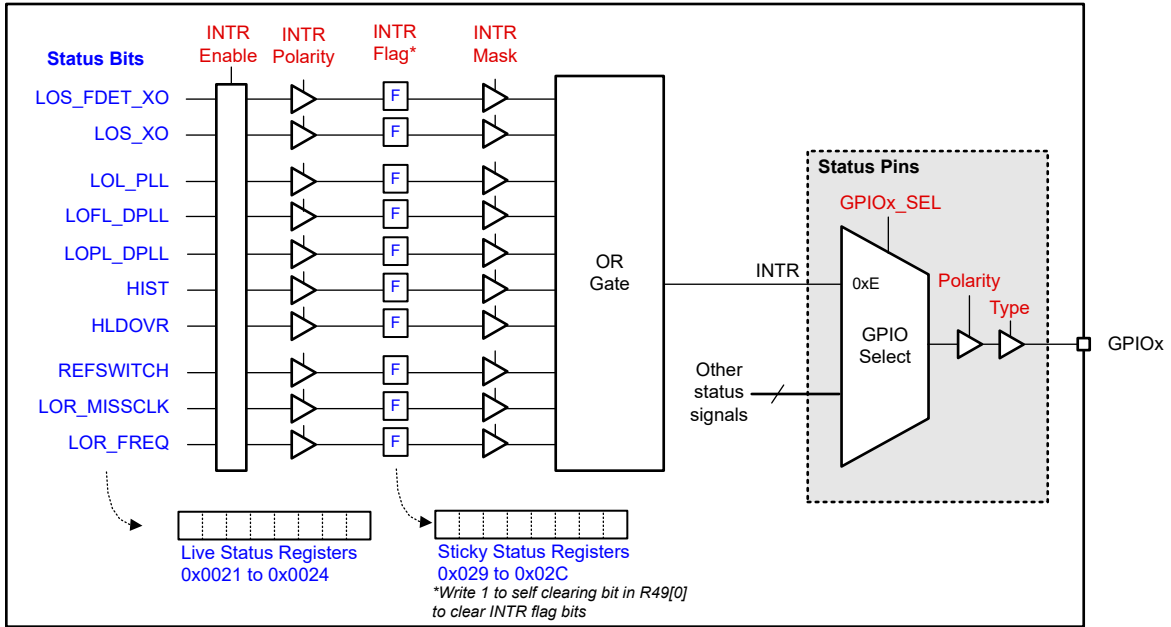 Status Bits
INTR
Enable
INTR
Polarity
INTR
Flag*
INTR
Mask
LOS_FDET_XO
F
LOS_XO
F
LOL_PLL
F
LOFL_DPLL
F
LOPL_DPLL
F
HIST
F
HLDOVR
F
REFSWITCH
F
LOR_MISSCLK
F
LOR_FREQ
F
OR
Gate
INTR
Status Pins
GPIOx_SEL
0xE
GPIO
Select
Polarity
Type
GPIOx
Other
status
signals
Live Status Registers
0x0021 to 0x0024
Sticky Status Registers
0x029 to 0x02C
*Write 1 to self clearing bit in R49[0]
to clear INTR flag bits